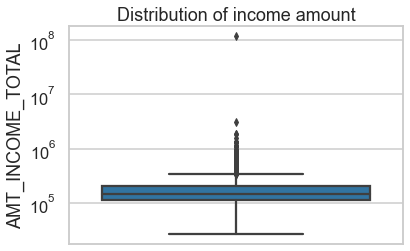 Distribution of income amount
AMT_INCOME_TOTAL
10⁸
10⁷
10⁶
10⁵